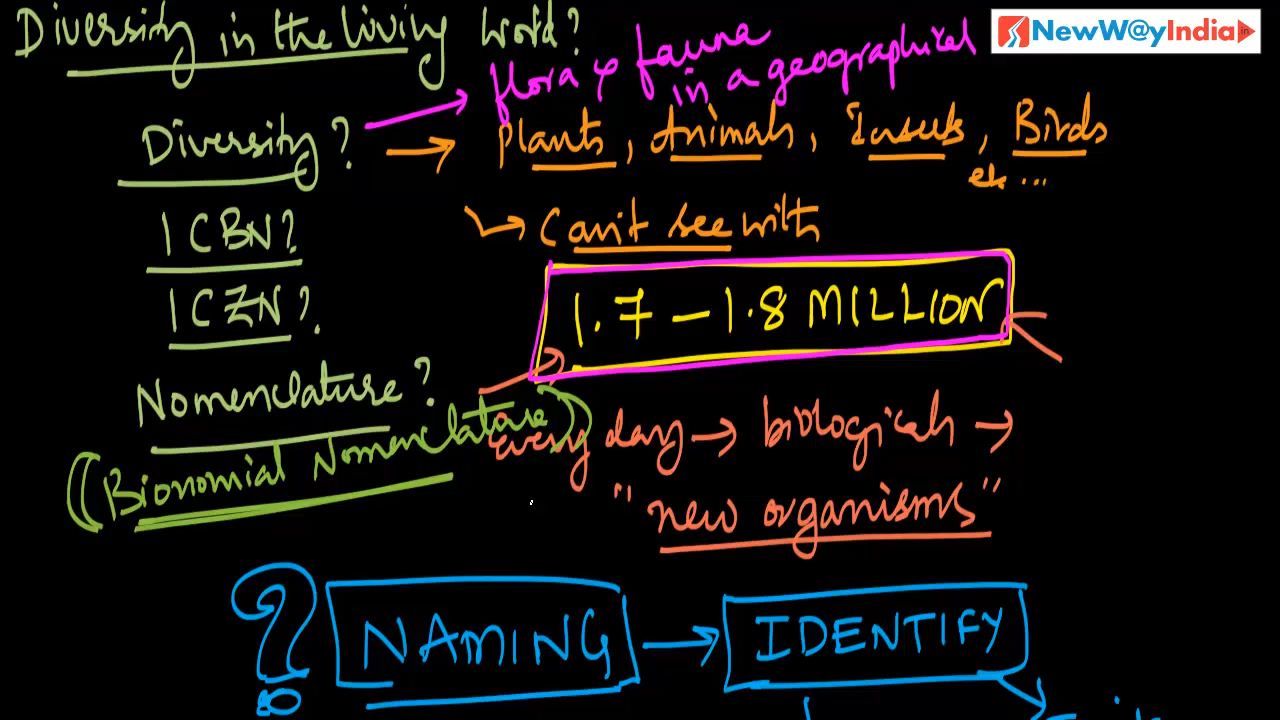 Diversity in the living world?
NewW@yIndia
flora & fauna
in a geographical
Diversity?
Plants, Animals, Insects, Birds
etc...
ICBN?
Can't see with
ICZN?
1.7 – 1.8 MILLION
Nomenclature?
((Bionomial Nomenclature))
Every day → biologicals →
"new organisms"
? NAMING → IDENTIFY